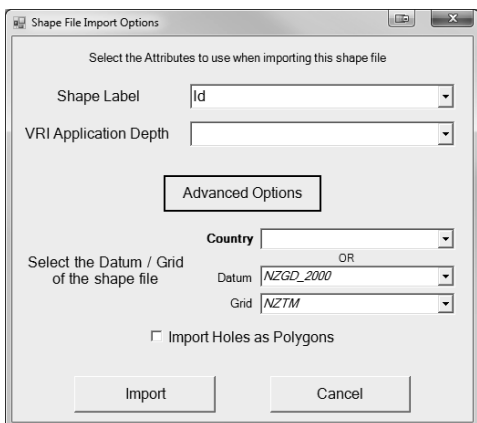 Shape File Import Options
Select the Attributes to use when importing this shape file
Shape Label Id
VRI Application Depth
Advanced Options
Country
OR
Select the Datum / Grid
of the shape file
Datum NZGD_2000
Grid NZTM
Import Holes as Polygons
Import Cancel